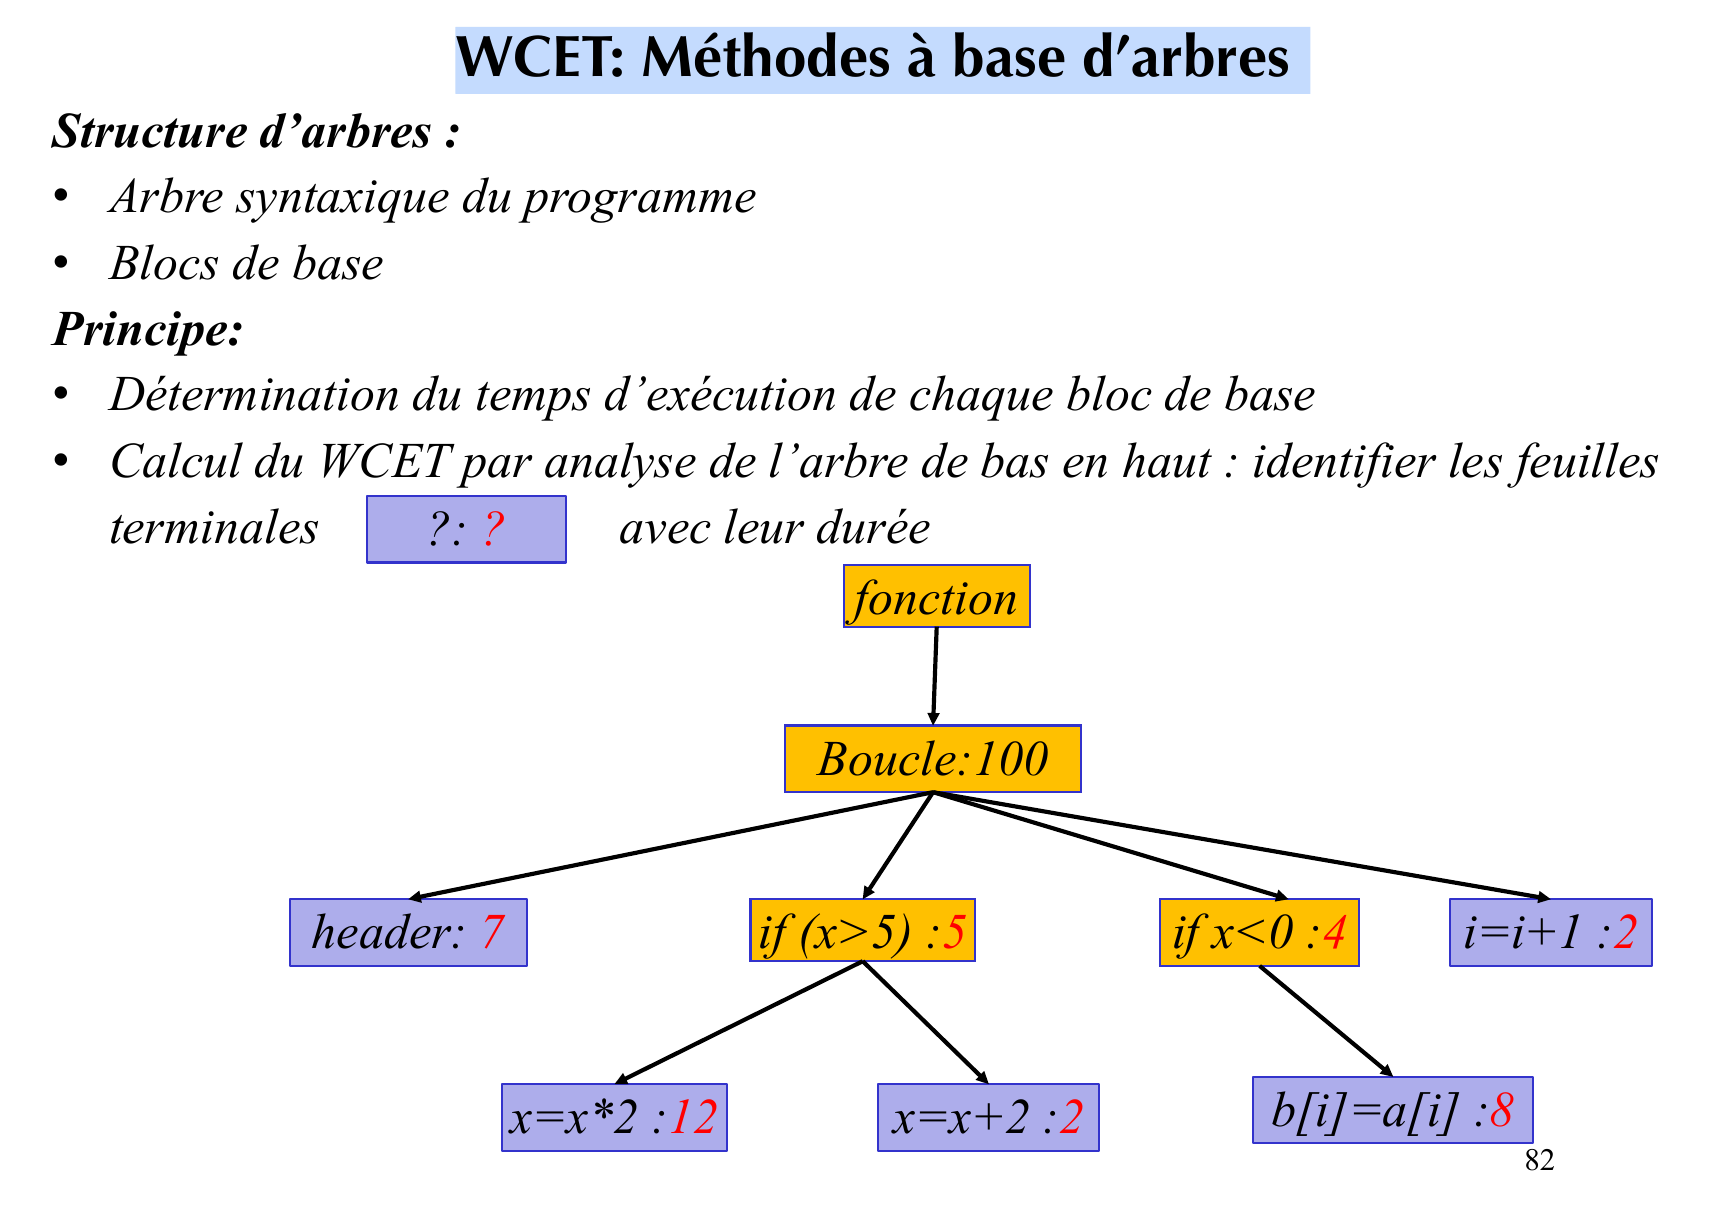 WCET: Méthodes à base d’arbres
Structure d’arbres :
• Arbre syntaxique du programme
• Blocs de base
Principe:
• Détermination du temps d’exécution de chaque bloc de base
• Calcul du WCET par analyse de l’arbre de bas en haut : identifier les feuilles
terminales ?: ? avec leur durée
fonction
Boucle:100
header: 7
if (x>5) :5
if x<0 :4
i=i+1 :2
x=x*2 :12
x=x+2 :2
b[i]=a[i] :8
82